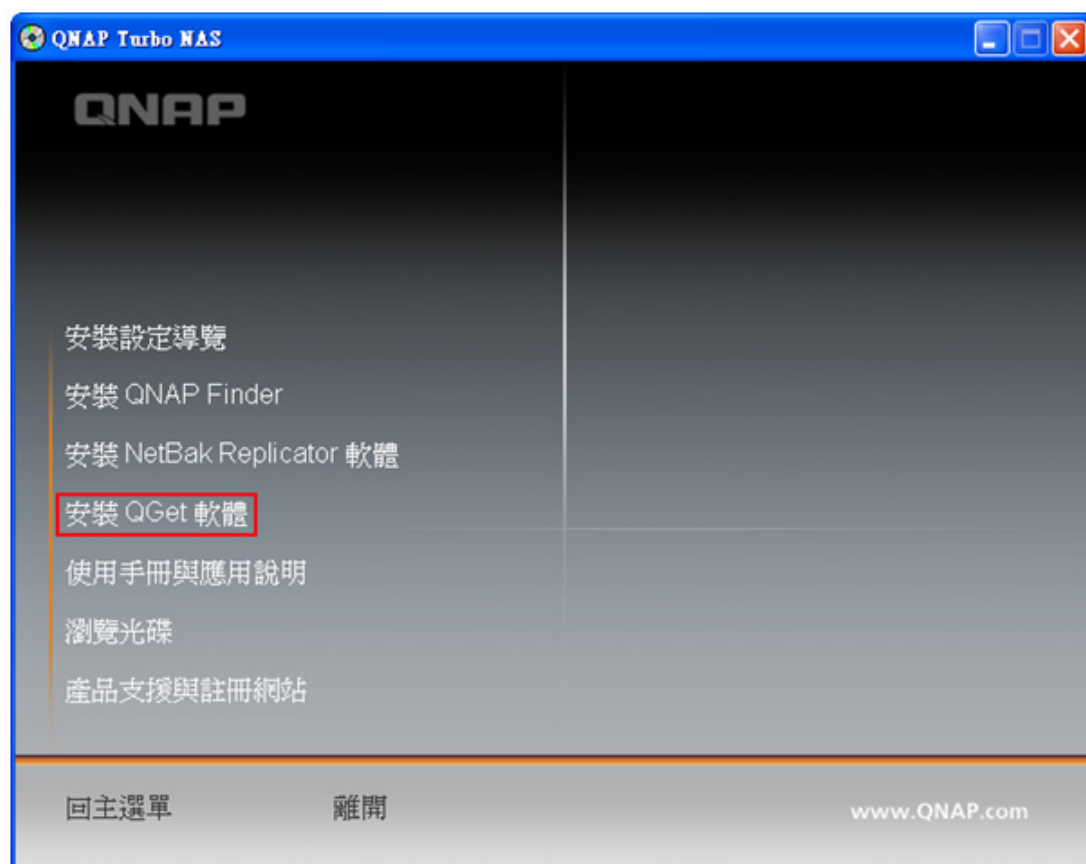 QNAP Turbo NAS
QNAP
安裝設定導覽
安裝 QNAP Finder
安裝 NetBak Replicator 軟體
安裝 QGet 軟體
使用手冊與應用說明
瀏覽光碟
產品支援與註冊網站
回主選單 離開 www.QNAP.com